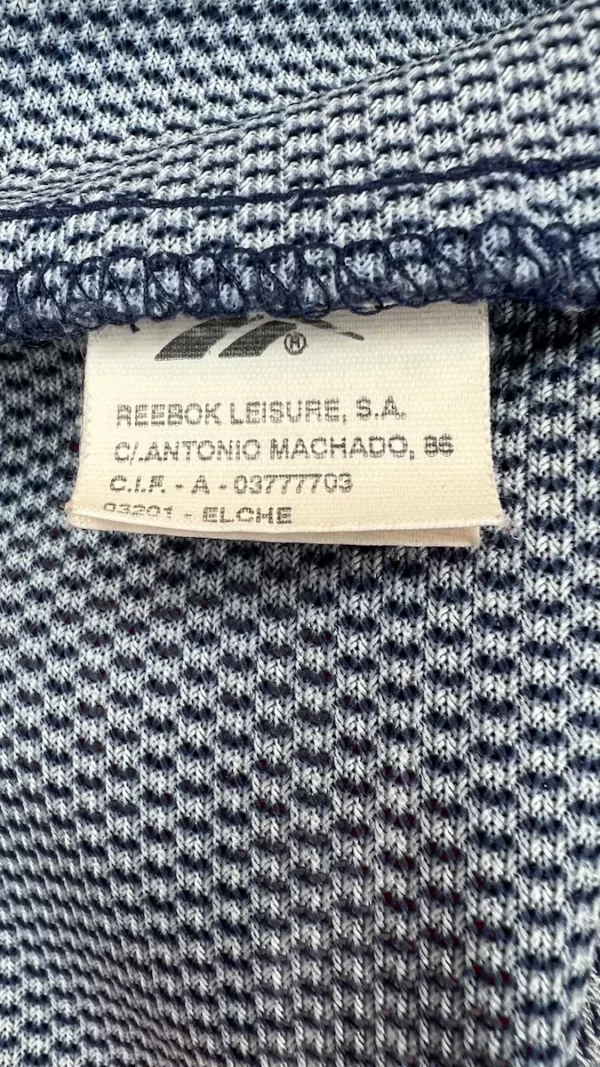 ®
REEBOK LEISURE, S.A.
C/.ANTONIO MACHADO, 86
C.I.F. - A - 03777703
03201 - ELCHE